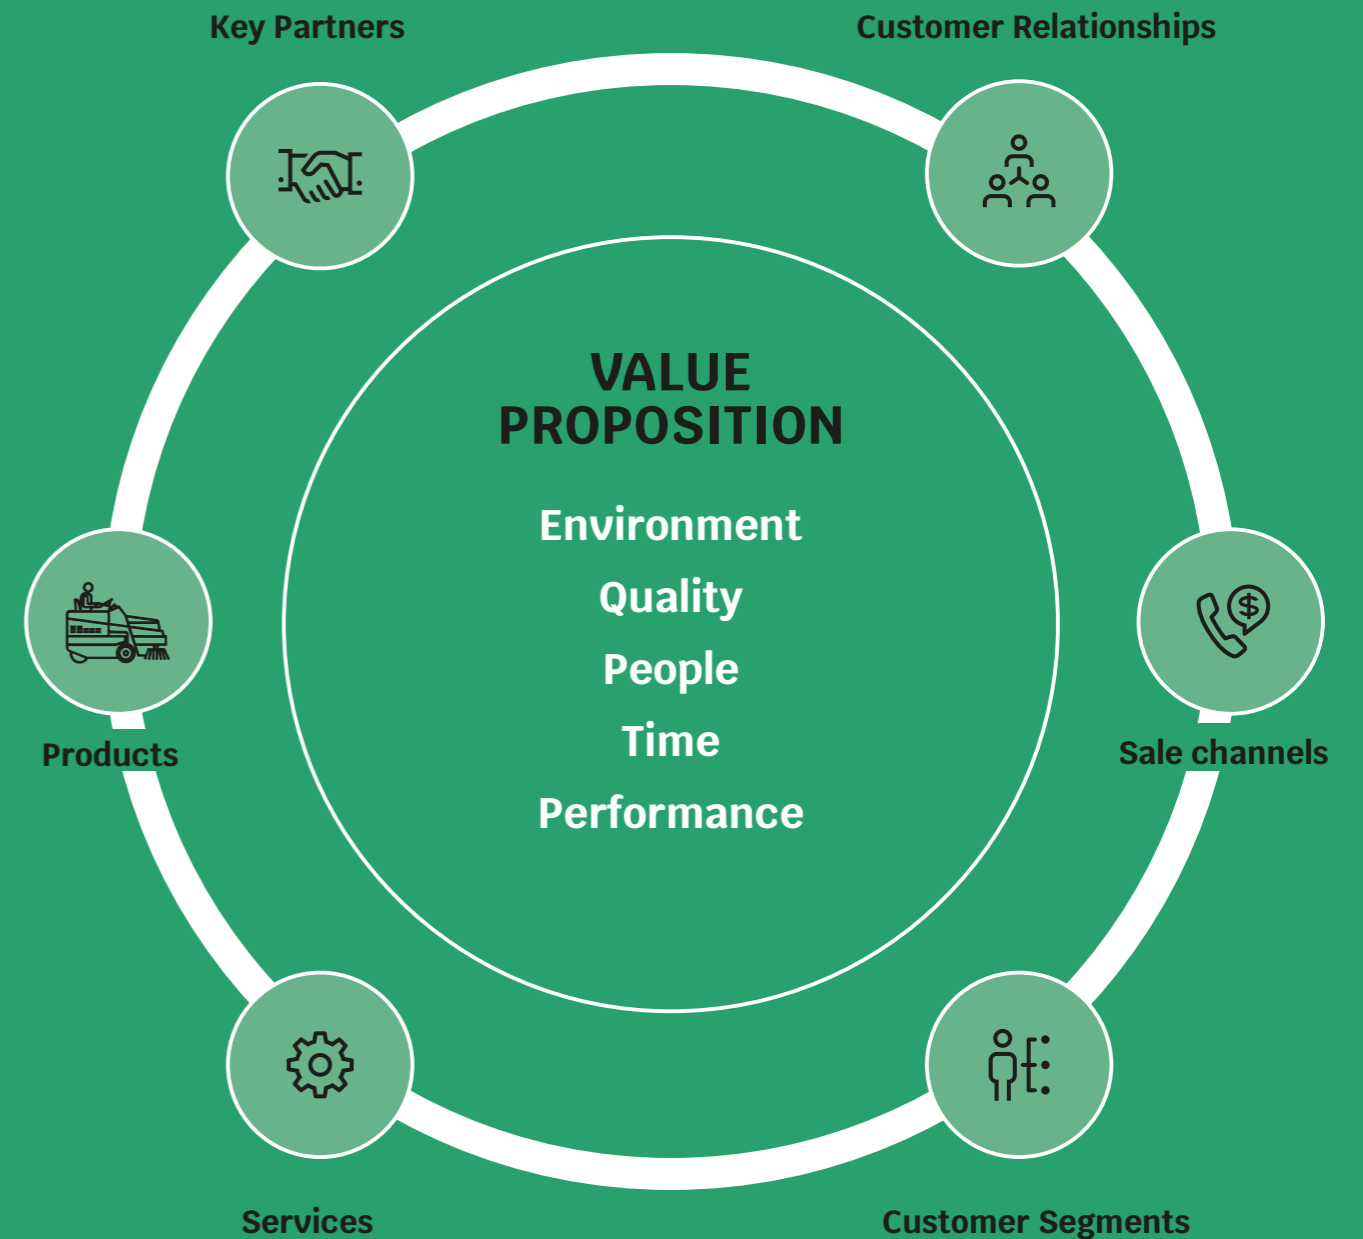 Key Partners
Customer Relationships
VALUE
PROPOSITION
Environment
Quality
People
Time
Performance
Products
Sale channels
Services
Customer Segments